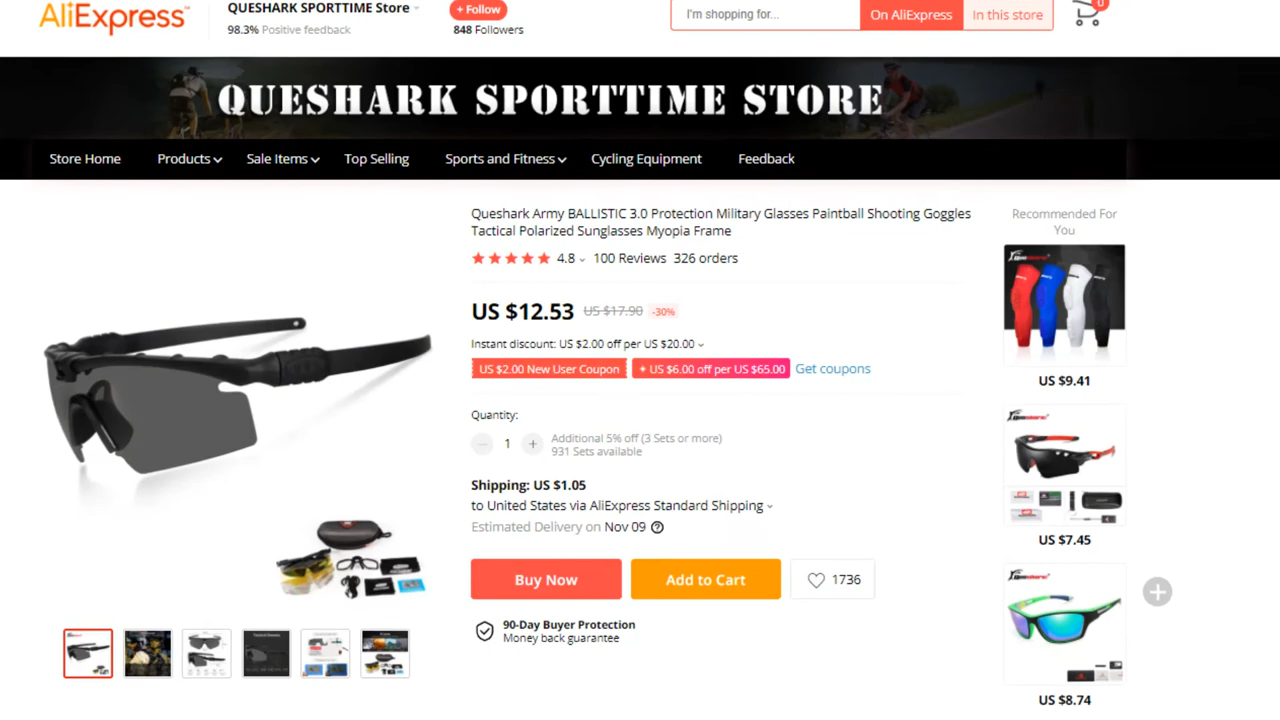 AliExpress™
QUESHARK SPORTTIME Store
98.3% Positive feedback
+ Follow
848 Followers
I'm shopping for...
On AliExpress
In this store
0
QUESHARK SPORTTIME STORE
Store Home
Products
Sale Items
Top Selling
Sports and Fitness
Cycling Equipment
Feedback
Queshark Army BALLISTIC 3.0 Protection Military Glasses Paintball Shooting Goggles
Tactical Polarized Sunglasses Myopia Frame
4.8
100 Reviews
326 orders
US $12.53 US $17.90 -30%
Instant discount: US $2.00 off per US $20.00
US $2.00 New User Coupon
+ US $6.00 off per US $65.00
Get coupons
Quantity:
1
Additional 5% off (3 Sets or more)
931 Sets available
Shipping: US $1.05
to United States via AliExpress Standard Shipping
Estimated Delivery on Nov 09
Buy Now
Add to Cart
1736
90-Day Buyer Protection
Money back guarantee
Recommended For
You
US $9.41
US $7.45
US $8.74